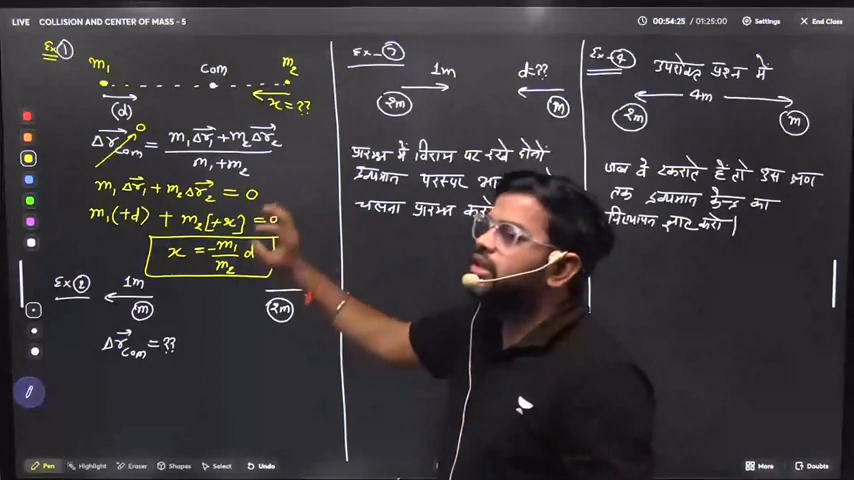 LIVE COLLISION AND CENTER OF MASS - 5
00:54:25 01:25:00 Settings End Class
Ex 1
m₁ com m₂
(d) x = ??
Δr⃗com = m₁Δr⃗₁ + m₂Δr⃗₂ / m₁ + m₂
0
m₁Δr⃗₁ + m₂Δr⃗₂ = 0
m₁(+d) + m₂[+x] = 0
x = -m₁/m₂ d
Ex 2 1m
m 2m
Δr⃗com = ??
Ex-3
1m d=??
2m m
प्रारम्भ में विराम पर रखे दोनों
द्रव्यमान परस्पर
चलना प्रारम्भ
Ex-4 उपरोक्त प्रश्न में
4m
2m m
जब वे टकराते हैं तो उस क्षण
तक द्रव्यमान केन्द्र का
विस्थापन ज्ञात करो।
Pen Highlight Eraser Shapes Select Undo More Doubts